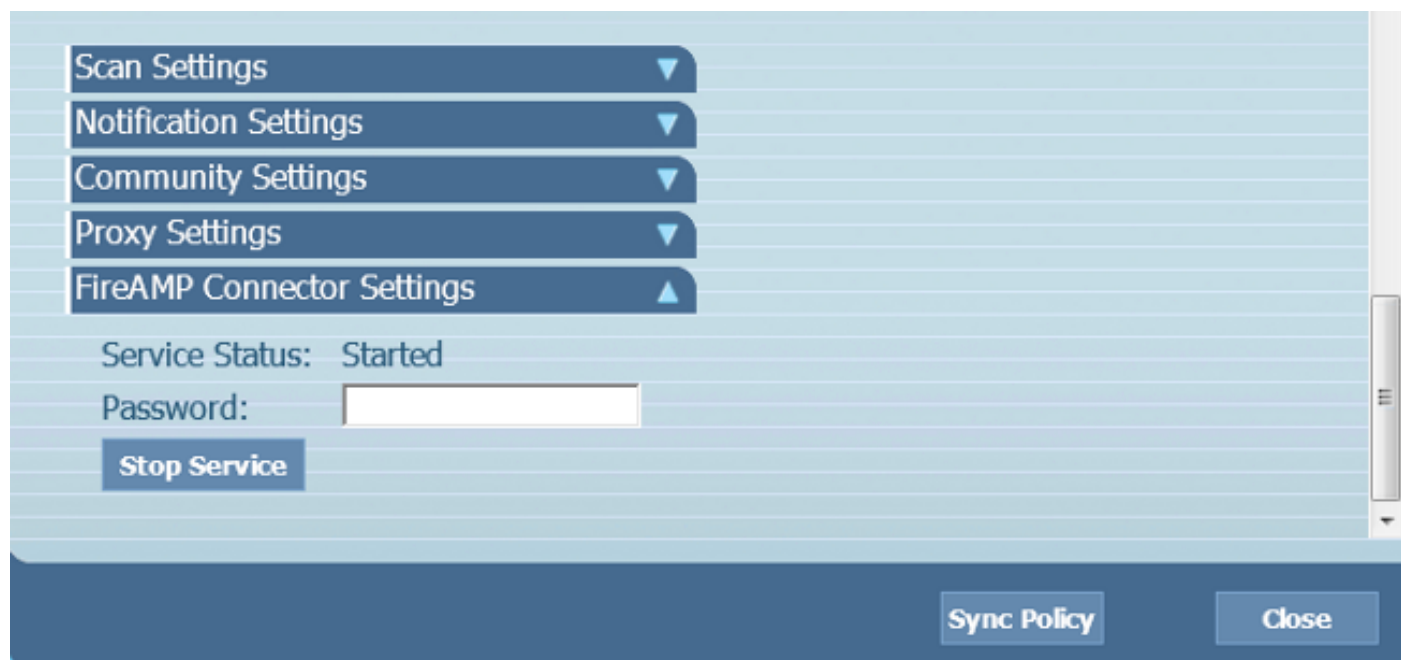 Scan Settings
Notification Settings
Community Settings
Proxy Settings
FireAMP Connector Settings
Service Status: Started
Password:
Stop Service
Sync Policy Close